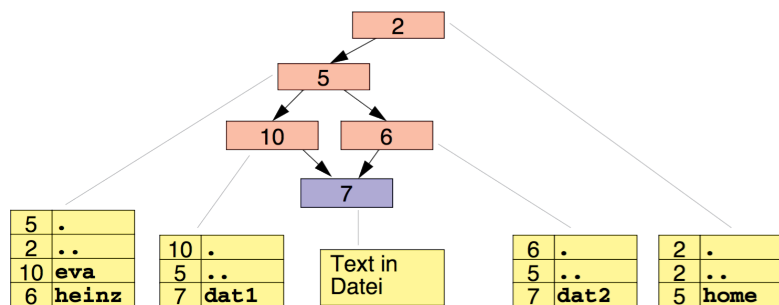 2
5
10
6
7
5 .
2 ..
10 eva
6 heinz
10 .
5 ..
7 dat1
Text in
Datei
6 .
5 ..
7 dat2
2 .
2 ..
5 home